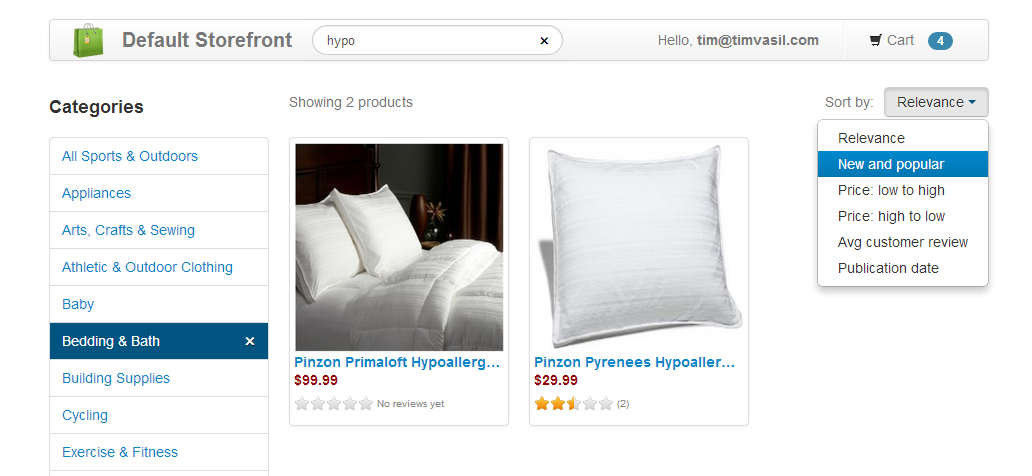 Default Storefront
hypo
Hello, tim@timvasil.com
Cart 4
Categories
All Sports & Outdoors
Appliances
Arts, Crafts & Sewing
Athletic & Outdoor Clothing
Baby
Bedding & Bath
Building Supplies
Cycling
Exercise & Fitness
Showing 2 products
Sort by: Relevance
Relevance
New and popular
Price: low to high
Price: high to low
Avg customer review
Publication date
Pinzon Primaloft Hypoallerg...
$99.99
No reviews yet
Pinzon Pyrenees Hypoaller...
$29.99
(2)